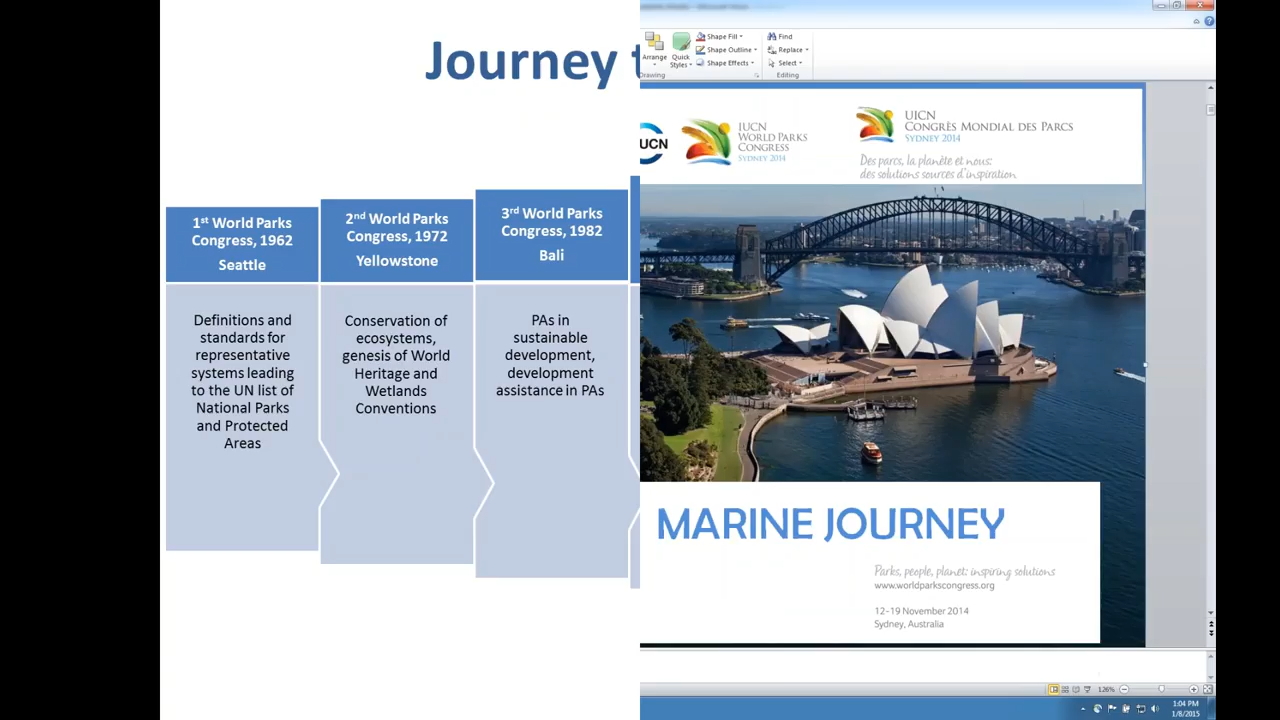 Journey t
1st World Parks
Congress, 1962
Seattle
Definitions and
standards for
representative
systems leading
to the UN list of
National Parks
and Protected
Areas
2nd World Parks
Congress, 1972
Yellowstone
Conservation of
ecosystems,
genesis of World
Heritage and
Wetlands
Conventions
3rd World Parks
Congress, 1982
Bali
PAs in
sustainable
development,
development
assistance in PAs
Arrange
Quick
Styles
Shape Fill
Shape Outline
Shape Effects
Drawing
Find
Replace
Select
Editing
UCN
IUCN
WORLD PARKS
CONGRESS
SYDNEY 2014
UICN
CONGRÈS MONDIAL DES PARCS
SYDNEY 2014
Des parcs, la planète et nous:
des solutions sources d'inspiration
MARINE JOURNEY
Parks, people, planet: inspiring solutions
www.worldparkscongress.org
12-19 November 2014
Sydney, Australia
126%
1:04 PM
1/8/2015